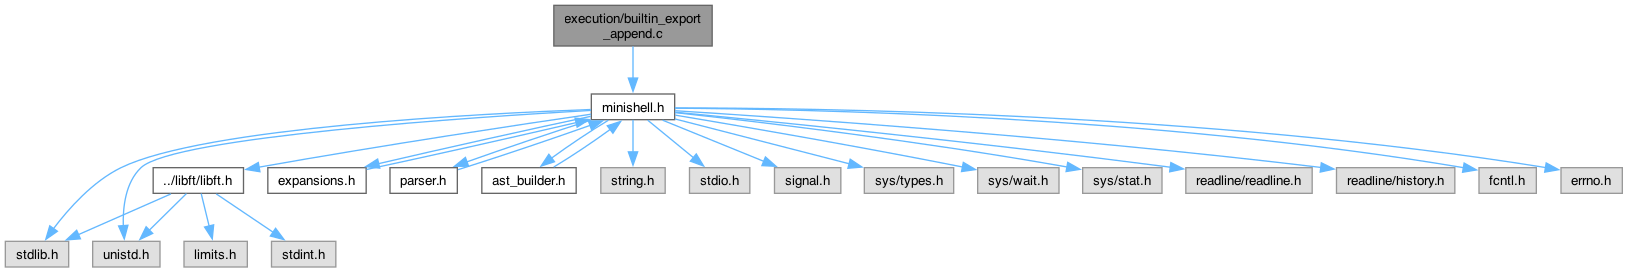 execution/builtin_export
_append.c
minishell.h
../libft/libft.h
expansions.h
parser.h
ast_builder.h
string.h
stdio.h
signal.h
sys/types.h
sys/wait.h
sys/stat.h
readline/readline.h
readline/history.h
fcntl.h
errno.h
stdlib.h
unistd.h
limits.h
stdint.h